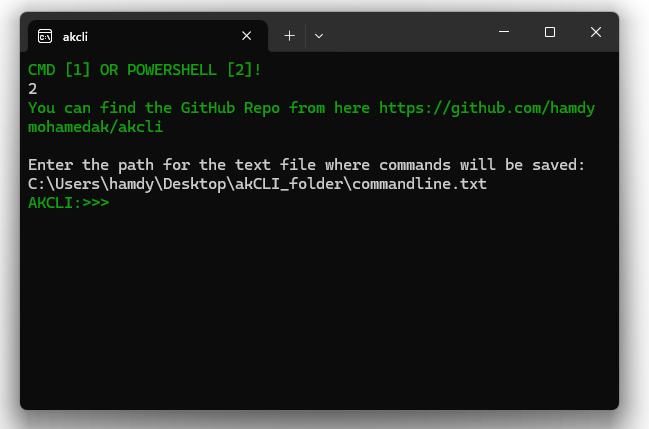 akcli
CMD [1] OR POWERSHELL [2]!
2
You can find the GitHub Repo from here https://github.com/hamdy
mohamedak/akcli
Enter the path for the text file where commands will be saved:
C:\Users\hamdy\Desktop\akCLI_folder\commandline.txt
AKCLI:>>>